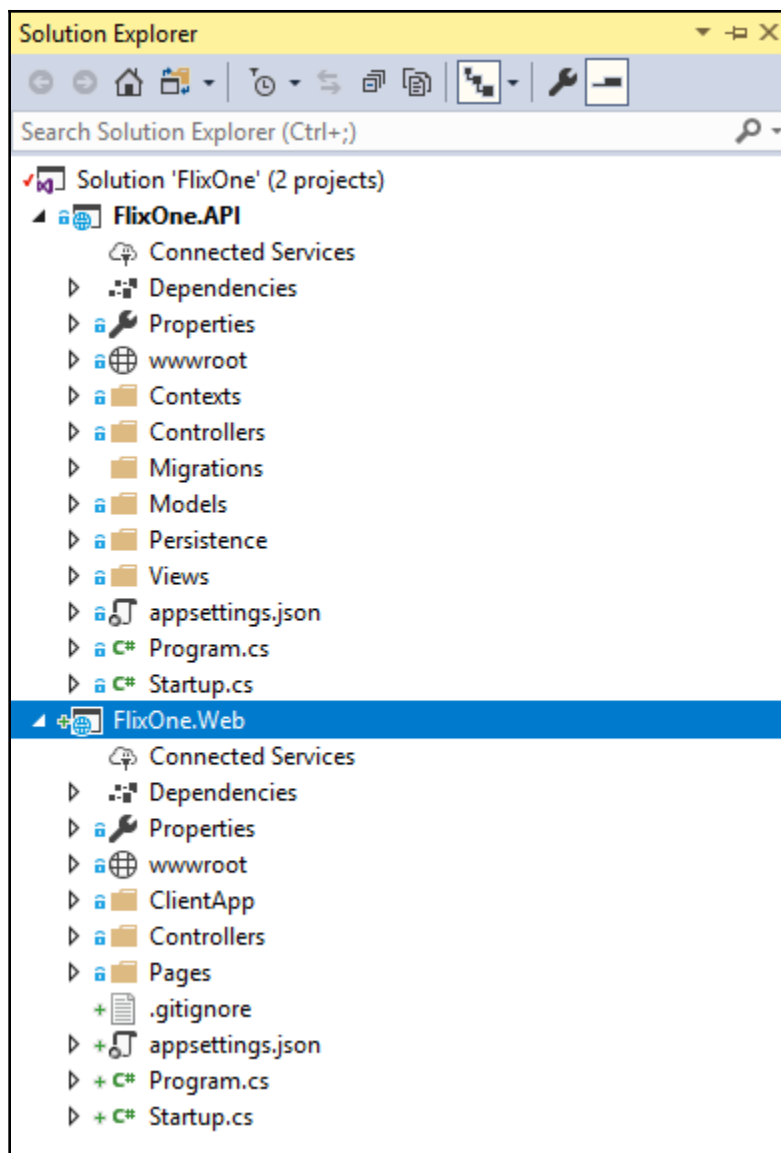 Solution Explorer
Search Solution Explorer (Ctrl+;)
Solution 'FlixOne' (2 projects)
FlixOne.API
Connected Services
Dependencies
Properties
wwwroot
Contexts
Controllers
Migrations
Models
Persistence
Views
appsettings.json
C# Program.cs
C# Startup.cs
FlixOne.Web
Connected Services
Dependencies
Properties
wwwroot
ClientApp
Controllers
Pages
.gitignore
appsettings.json
C# Program.cs
C# Startup.cs